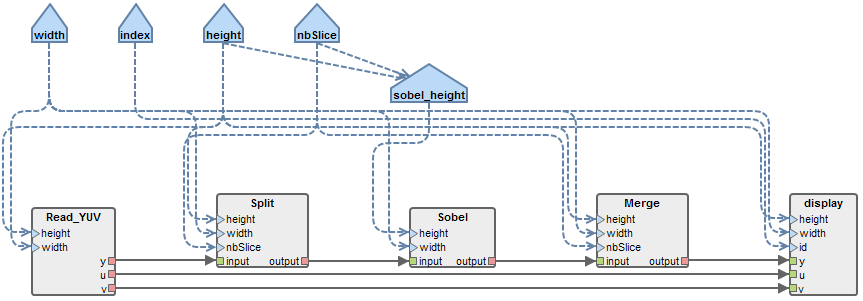 width
index
height
nbSlice
sobel_height
Read_YUV
height
width
y
u
v
Split
height
width
nbSlice
input output
Sobel
height
width
input output
Merge
height
width
nbSlice
input output
display
height
width
id
y
u
v